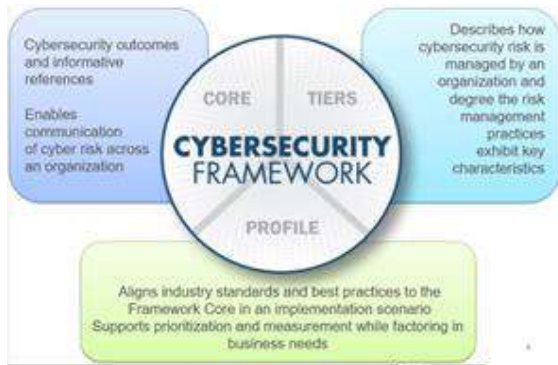 Cybersecurity outcomes
and informative
references
Enables
communication
of cyber risk across
an organization
Describes how
cybersecurity risk is
managed by an
organization and
degree the risk
management
practices
exhibit key
characteristics
CORE
TIERS
CYBERSECURITY
FRAMEWORK
PROFILE
Aligns industry standards and best practices to the
Framework Core in an implementation scenario
Supports prioritization and measurement while factoring in
business needs